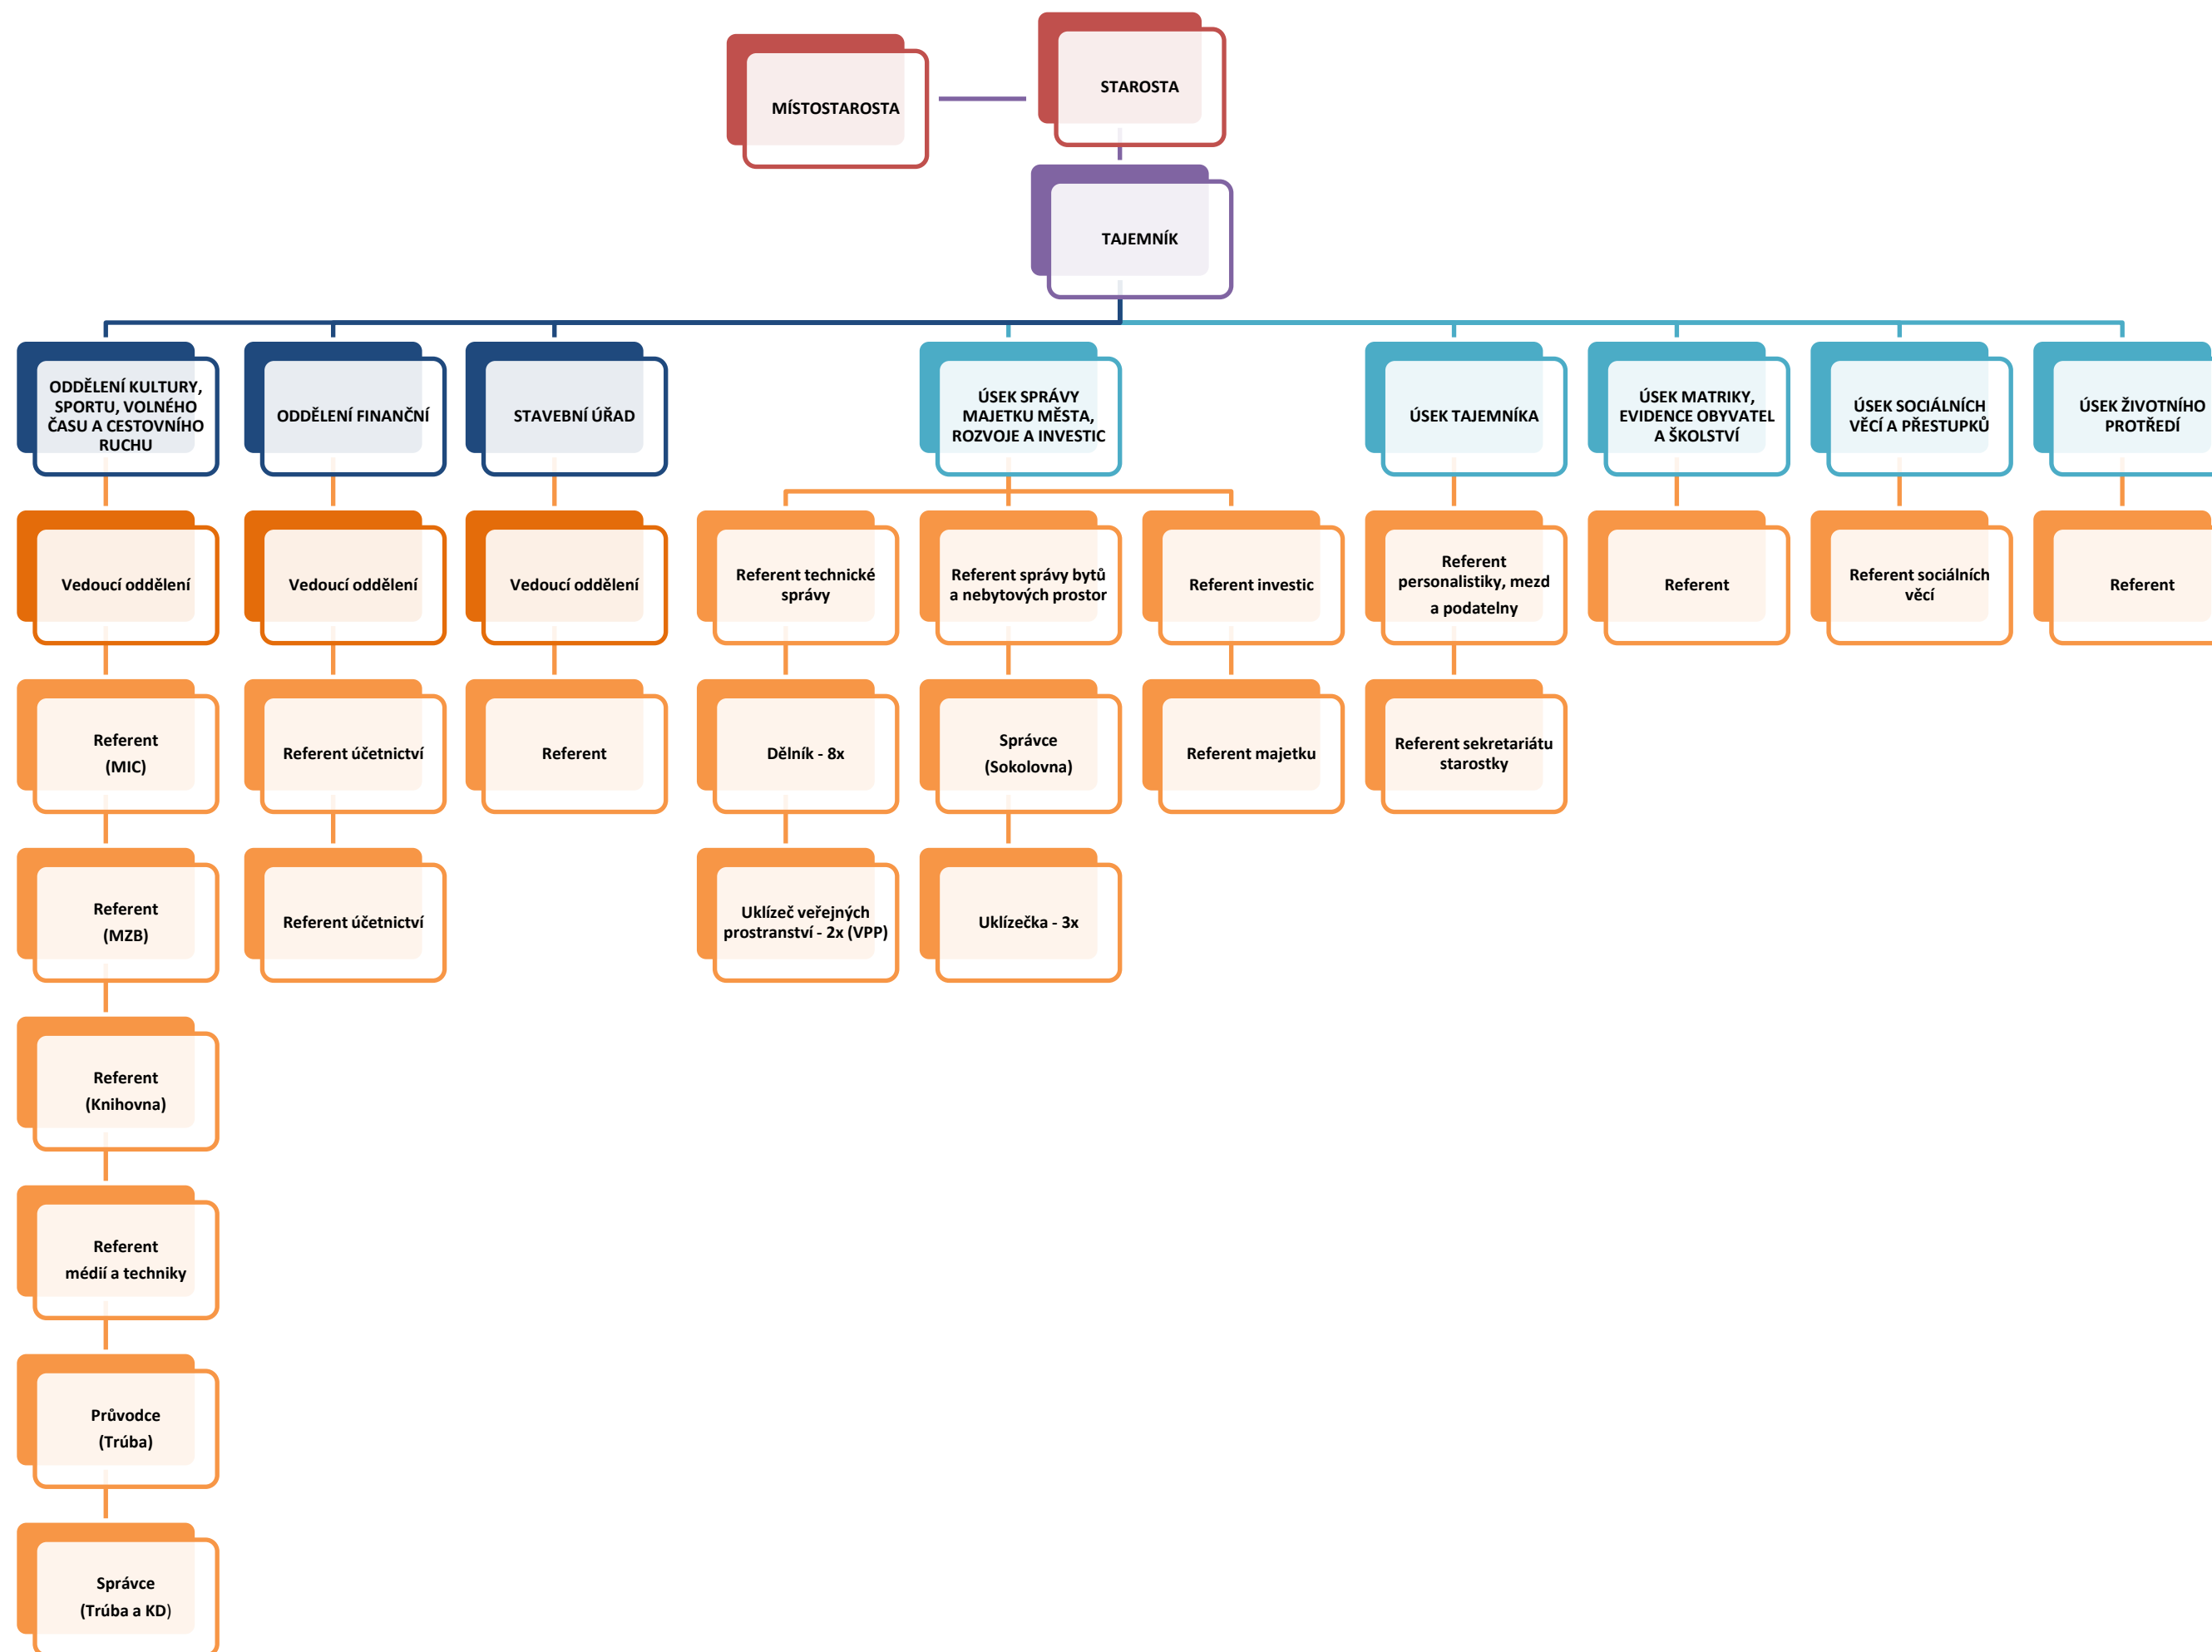 STAROSTA
MÍSTOSTAROSTA
TAJEMNÍK
ODDĚLENÍ KULTURY,
SPORTU, VOLNÉHO
ČASU A CESTOVNÍHO
RUCHU
ODDĚLENÍ FINANČNÍ
STAVEBNÍ ÚŘAD
ÚSEK SPRÁVY
MAJETKU MĚSTA,
ROZVOJE A INVESTIC
ÚSEK TAJEMNÍKA
ÚSEK MATRIKY,
EVIDENCE OBYVATEL
A ŠKOLSTVÍ
ÚSEK SOCIÁLNÍCH
VĚCÍ A PŘESTUPKŮ
ÚSEK ŽIVOTNÍHO
PROTŘEDÍ
Vedoucí oddělení
Vedoucí oddělení
Vedoucí oddělení
Referent technické
správy
Referent správy bytů
a nebytových prostor
Referent investic
Referent
personalistiky, mezd
a podatelny
Referent
Referent sociálních
věcí
Referent
Referent
(MIC)
Referent účetnictví
Referent
Dělník - 8x
Správce
(Sokolovna)
Referent majetku
Referent sekretariátu
starostky
Referent
(MZB)
Referent účetnictví
Uklízeč veřejných
prostranství - 2x (VPP)
Uklízečka - 3x
Referent
(Knihovna)
Referent
médií a techniky
Průvodce
(Trúba)
Správce
(Trúba a KD)